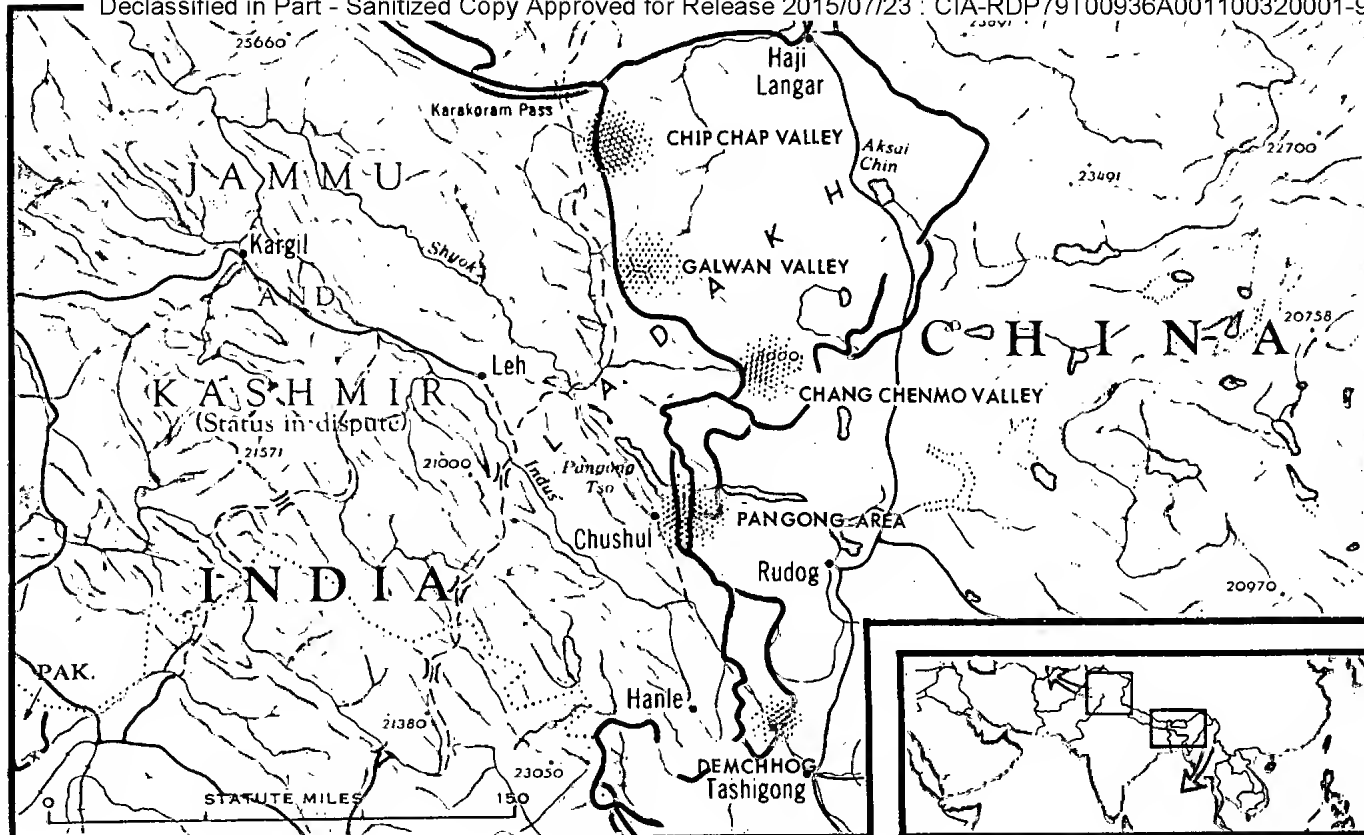 Declassified in Part - Sanitized Copy Approved for Release 2015/07/23 : CIA-RDP79T00936A001100320001-9
25660
Haji
Langar
Karakoram Pass
CHIP CHAP VALLEY
Aksai
Chin
22700
23491
JAMMU
Kargil
Shyok
GALWAN VALLEY
AND
LADAKH
CHINA
20758
Leh
KASHMIR
(Status in dispute)
CHANG CHENMO VALLEY
21571
21000
Indus
Pangong
Tso
Chushul
PANGONG AREA
Rudog
INDIA
20970
PAK.
Hanle
21380
23050
DEMCHHOG
Tashigong
0 STATUTE MILES 150